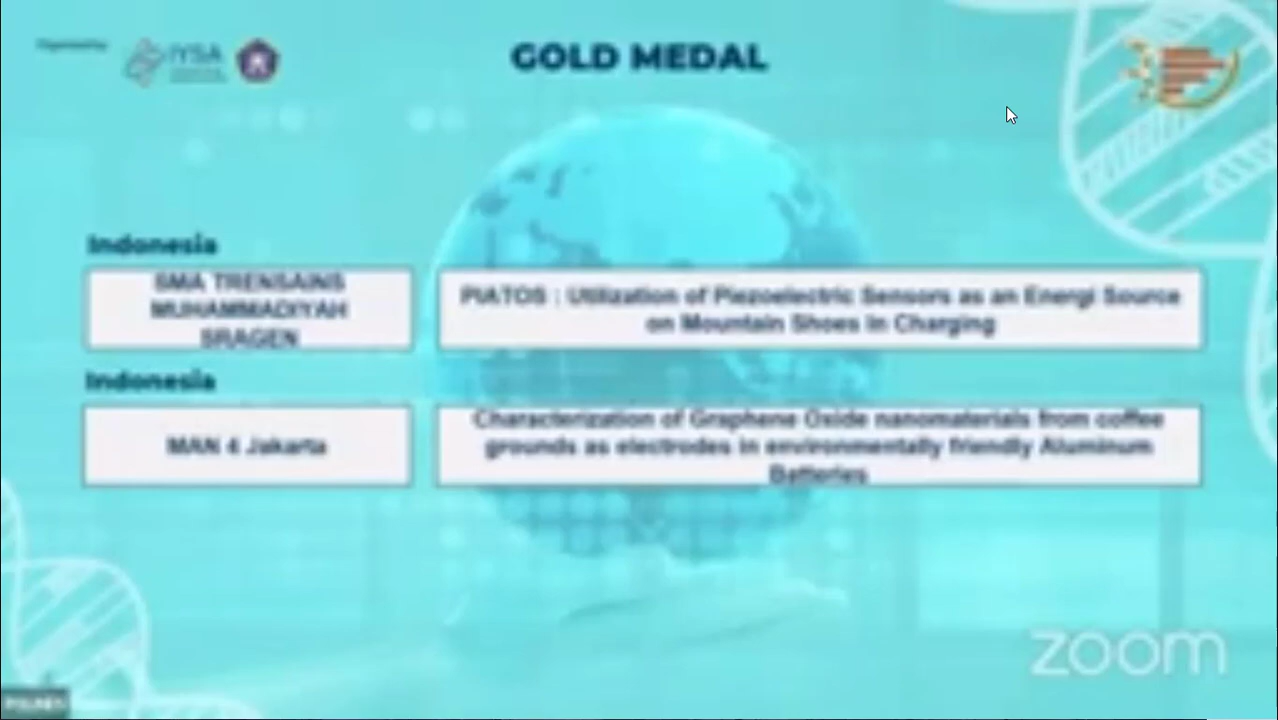 Organized by
IYSA
GOLD MEDAL
Indonesia
SMA TRENSAINS
MUHAMMADIYAH
SRAGEN
PIATOS : Utilization of Piezoelectric Sensors as an Energi Source
on Mountain Shoes in Charging
Indonesia
MAN 4 Jakarta
Characterization of Graphene Oxide nanomaterials from coffee
grounds as electrodes in environmentally friendly Aluminum
Batteries
zoom